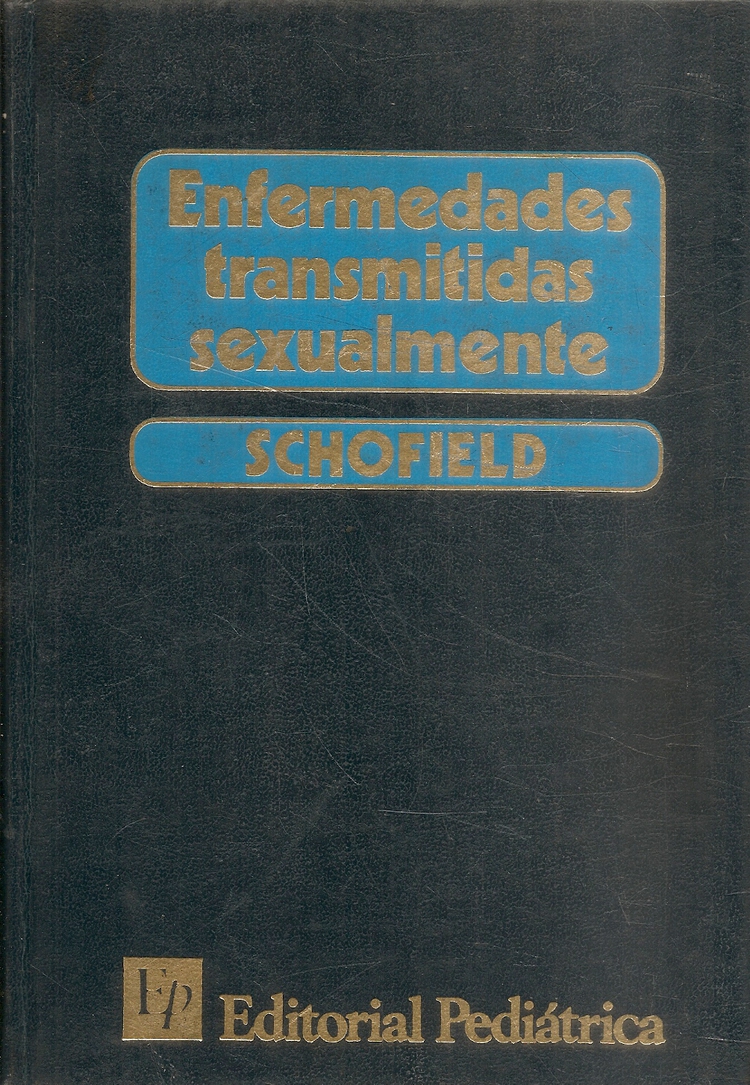 Enfermedades
transmitidas
sexualmente
SCHOFIELD
Ep
Editorial Pediátrica